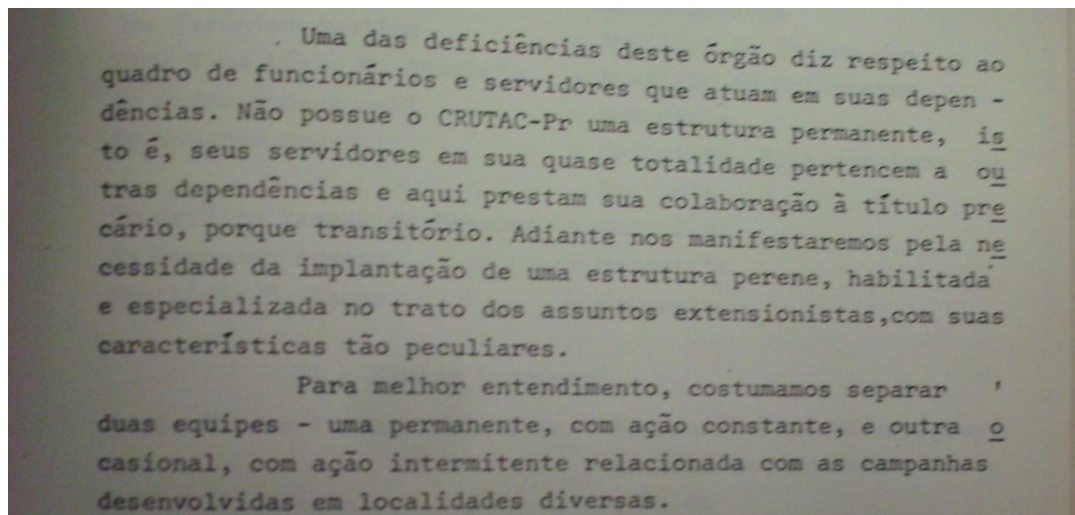 Uma das deficiências deste órgão diz respeito ao
quadro de funcionários e servidores que atuam em suas depen -
dências. Não possue o CRUTAC-Pr uma estrutura permanente, is
to é, seus servidores em sua quase totalidade pertencem a ou
tras dependências e aqui prestam sua colaboração à título pre
cário, porque transitório. Adiante nos manifestaremos pela ne
cessidade da implantação de uma estrutura perene, habilitada'
e especializada no trato dos assuntos extensionistas,com suas
características tão peculiares.
Para melhor entendimento, costumamos separar '
duas equípes - uma permanente, com ação constante, e outra o
casional, com ação intermitente relacionada com as campanhas
desenvolvidas em localidades diversas.